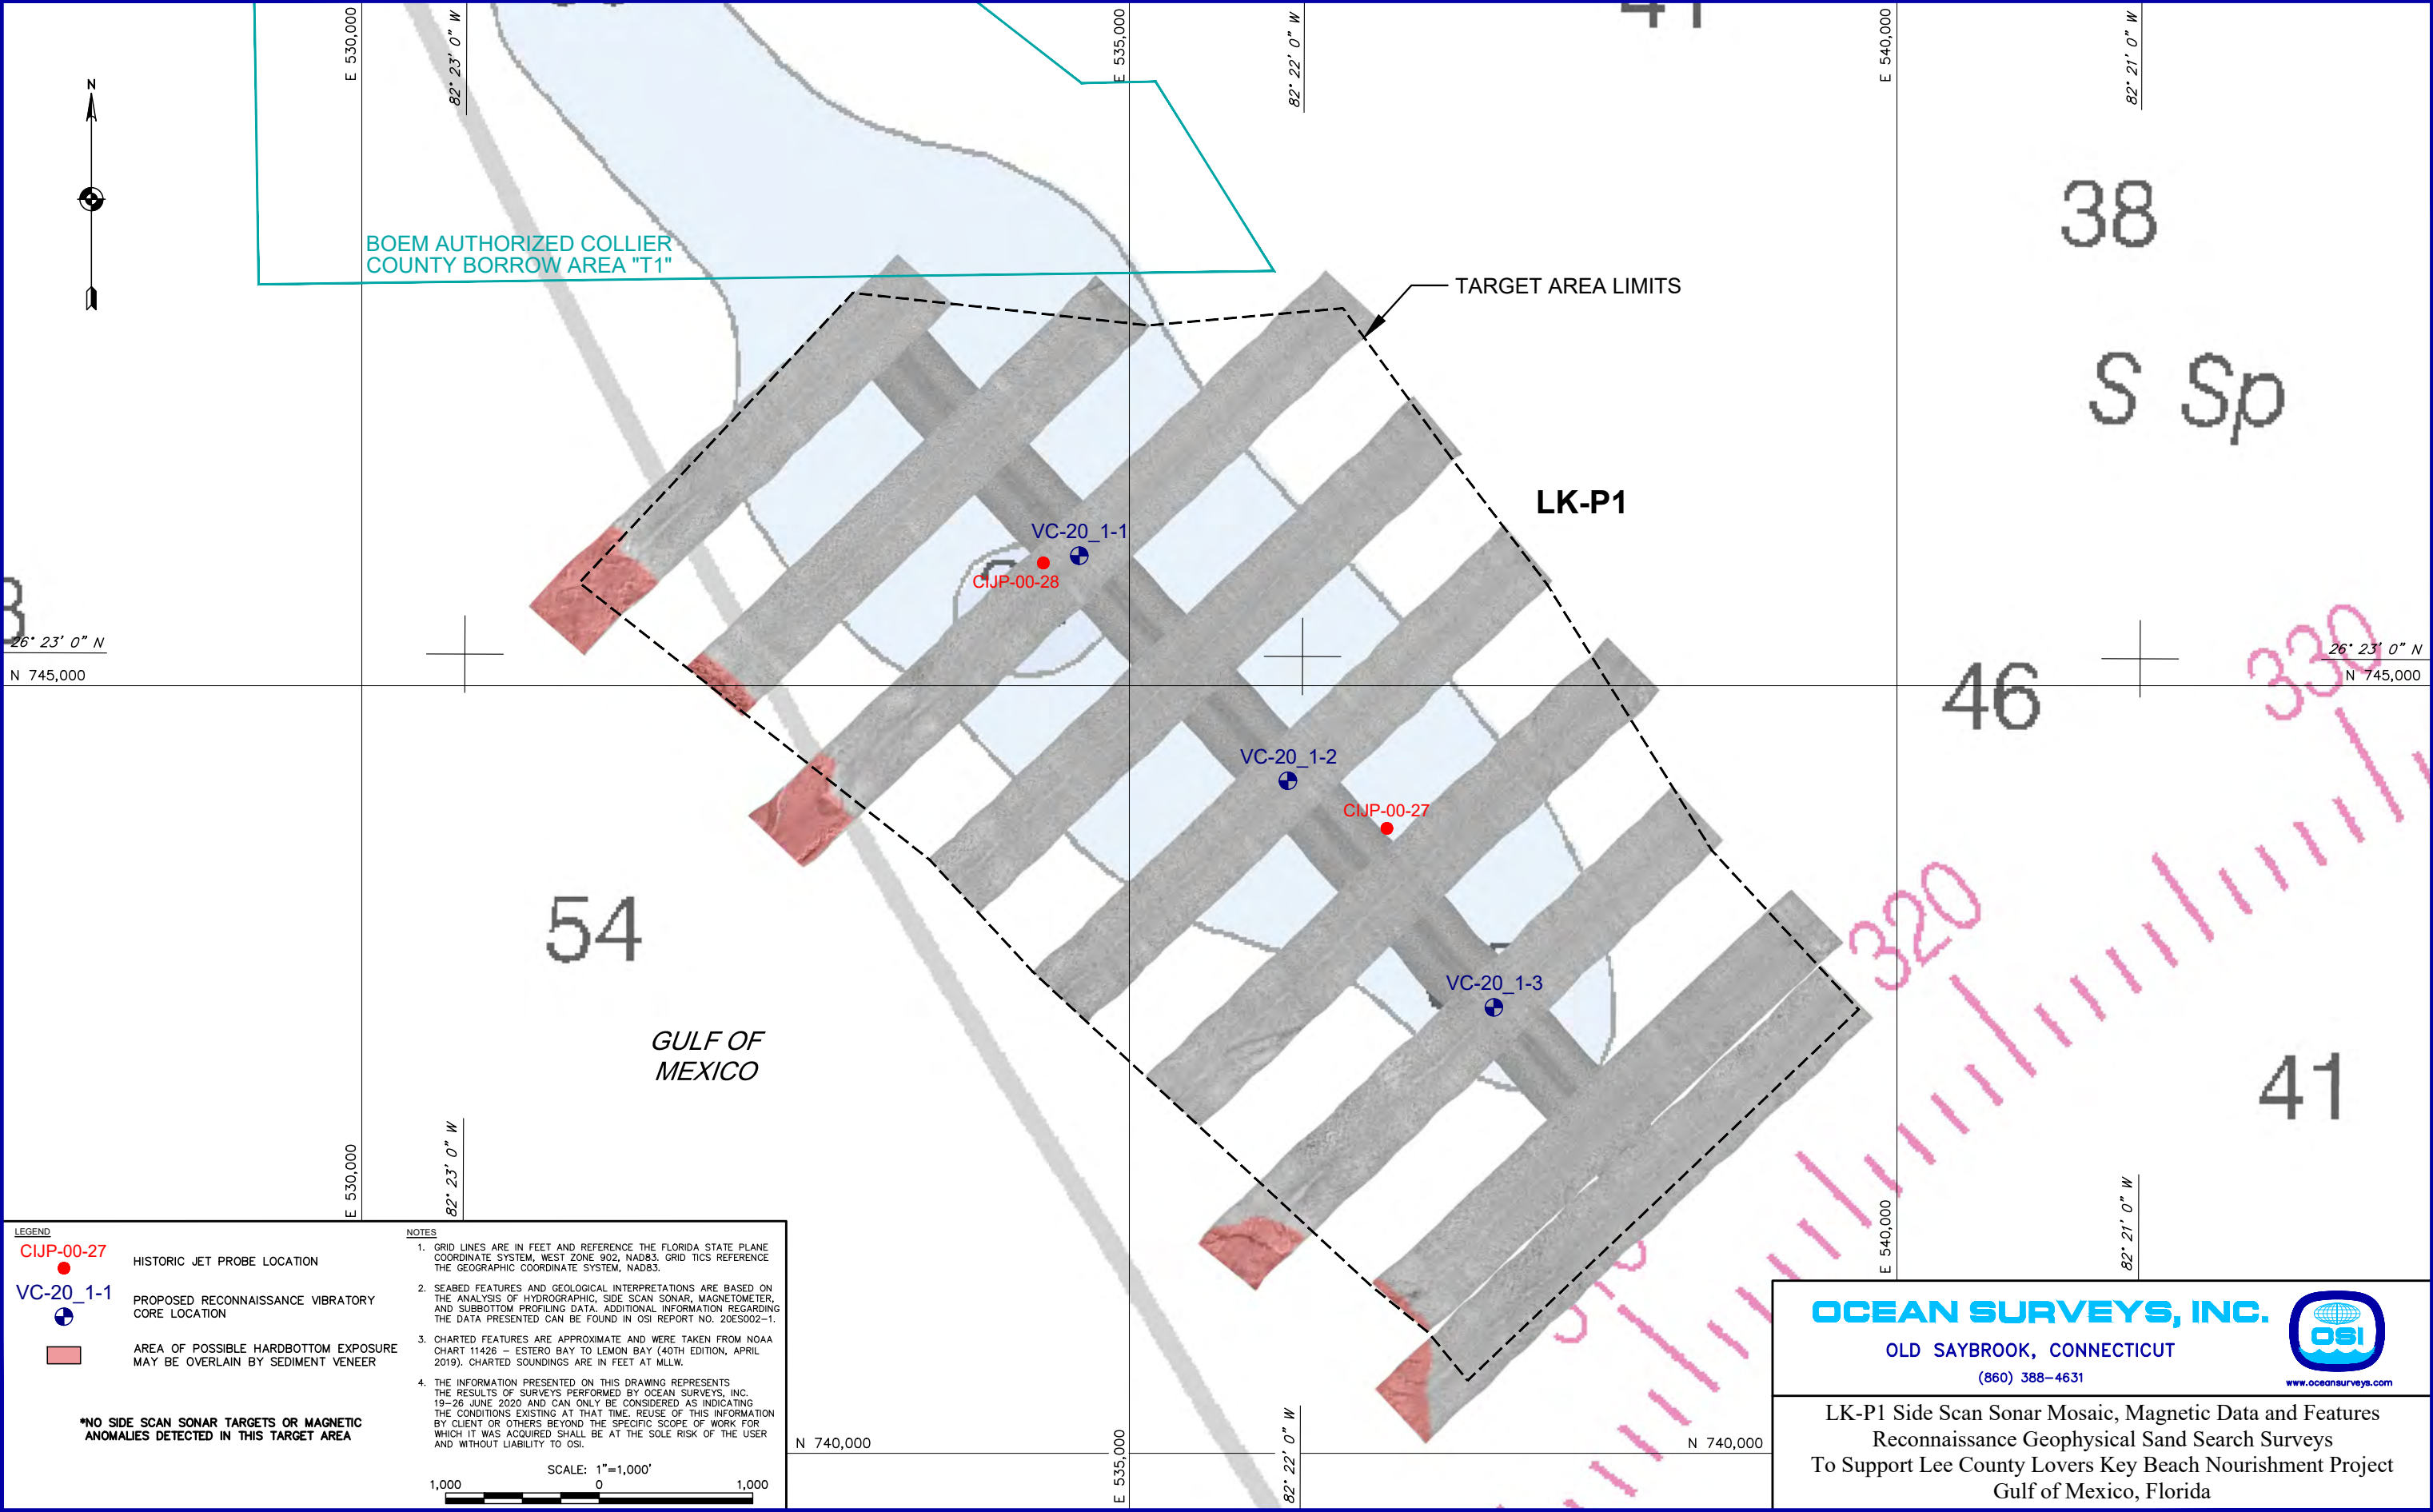 41
E 530,000
82° 23' 0" W
E 535,000
82° 22' 0" W
E 540,000
82° 21' 0" W
N
38
BOEM AUTHORIZED COLLIER
COUNTY BORROW AREA "T1"
TARGET AREA LIMITS
S Sp
LK-P1
VC-20_1-1
CIJP-00-28
26° 23' 0" N
N 745,000
330
26° 23' 0" N
N 745,000
46
VC-20_1-2
CIJP-00-27
54
320
VC-20_1-3
GULF OF
MEXICO
41
E 530,000
82° 23' 0" W
E 540,000
82° 21' 0" W
LEGEND
CIJP-00-27
HISTORIC JET PROBE LOCATION
VC-20_1-1
PROPOSED RECONNAISSANCE VIBRATORY
CORE LOCATION
AREA OF POSSIBLE HARDBOTTOM EXPOSURE
MAY BE OVERLAIN BY SEDIMENT VENEER
*NO SIDE SCAN SONAR TARGETS OR MAGNETIC
ANOMALIES DETECTED IN THIS TARGET AREA
NOTES
1. GRID LINES ARE IN FEET AND REFERENCE THE FLORIDA STATE PLANE
COORDINATE SYSTEM, WEST ZONE 902, NAD83. GRID TICS REFERENCE
THE GEOGRAPHIC COORDINATE SYSTEM, NAD83.
2. SEABED FEATURES AND GEOLOGICAL INTERPRETATIONS ARE BASED ON
THE ANALYSIS OF HYDROGRAPHIC, SIDE SCAN SONAR, MAGNETOMETER,
AND SUBBOTTOM PROFILING DATA. ADDITIONAL INFORMATION REGARDING
THE DATA PRESENTED CAN BE FOUND IN OSI REPORT NO. 20ES002-1.
3. CHARTED FEATURES ARE APPROXIMATE AND WERE TAKEN FROM NOAA
CHART 11426 – ESTERO BAY TO LEMON BAY (40TH EDITION, APRIL
2019). CHARTED SOUNDINGS ARE IN FEET AT MLLW.
4. THE INFORMATION PRESENTED ON THIS DRAWING REPRESENTS
THE RESULTS OF SURVEYS PERFORMED BY OCEAN SURVEYS, INC.
19-26 JUNE 2020 AND CAN ONLY BE CONSIDERED AS INDICATING
THE CONDITIONS EXISTING AT THAT TIME. REUSE OF THIS INFORMATION
BY CLIENT OR OTHERS BEYOND THE SPECIFIC SCOPE OF WORK FOR
WHICH IT WAS ACQUIRED SHALL BE AT THE SOLE RISK OF THE USER
AND WITHOUT LIABILITY TO OSI.
SCALE: 1"=1,000'
1,000 0 1,000
N 740,000
E 535,000
82° 22' 0" W
N 740,000
OCEAN SURVEYS, INC.
OLD SAYBROOK, CONNECTICUT
(860) 388-4631
OSI
www.oceansurveys.com
LK-P1 Side Scan Sonar Mosaic, Magnetic Data and Features
Reconnaissance Geophysical Sand Search Surveys
To Support Lee County Lovers Key Beach Nourishment Project
Gulf of Mexico, Florida